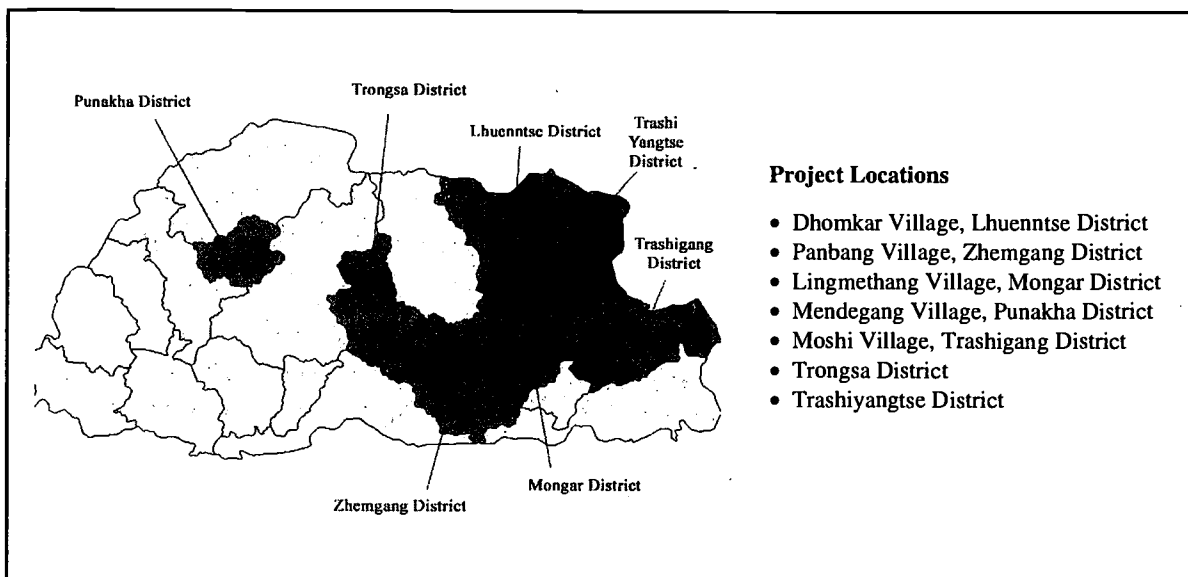 Punakha District
Trongsa District
Lhuenntse District
Trashi
Yangtse
District
Trashigang
District
Zhemgang District
Mongar District
Project Locations
• Dhomkar Village, Lhuenntse District
• Panbang Village, Zhemgang District
• Lingmethang Village, Mongar District
• Mendegang Village, Punakha District
• Moshi Village, Trashigang District
• Trongsa District
• Trashiyangtse District